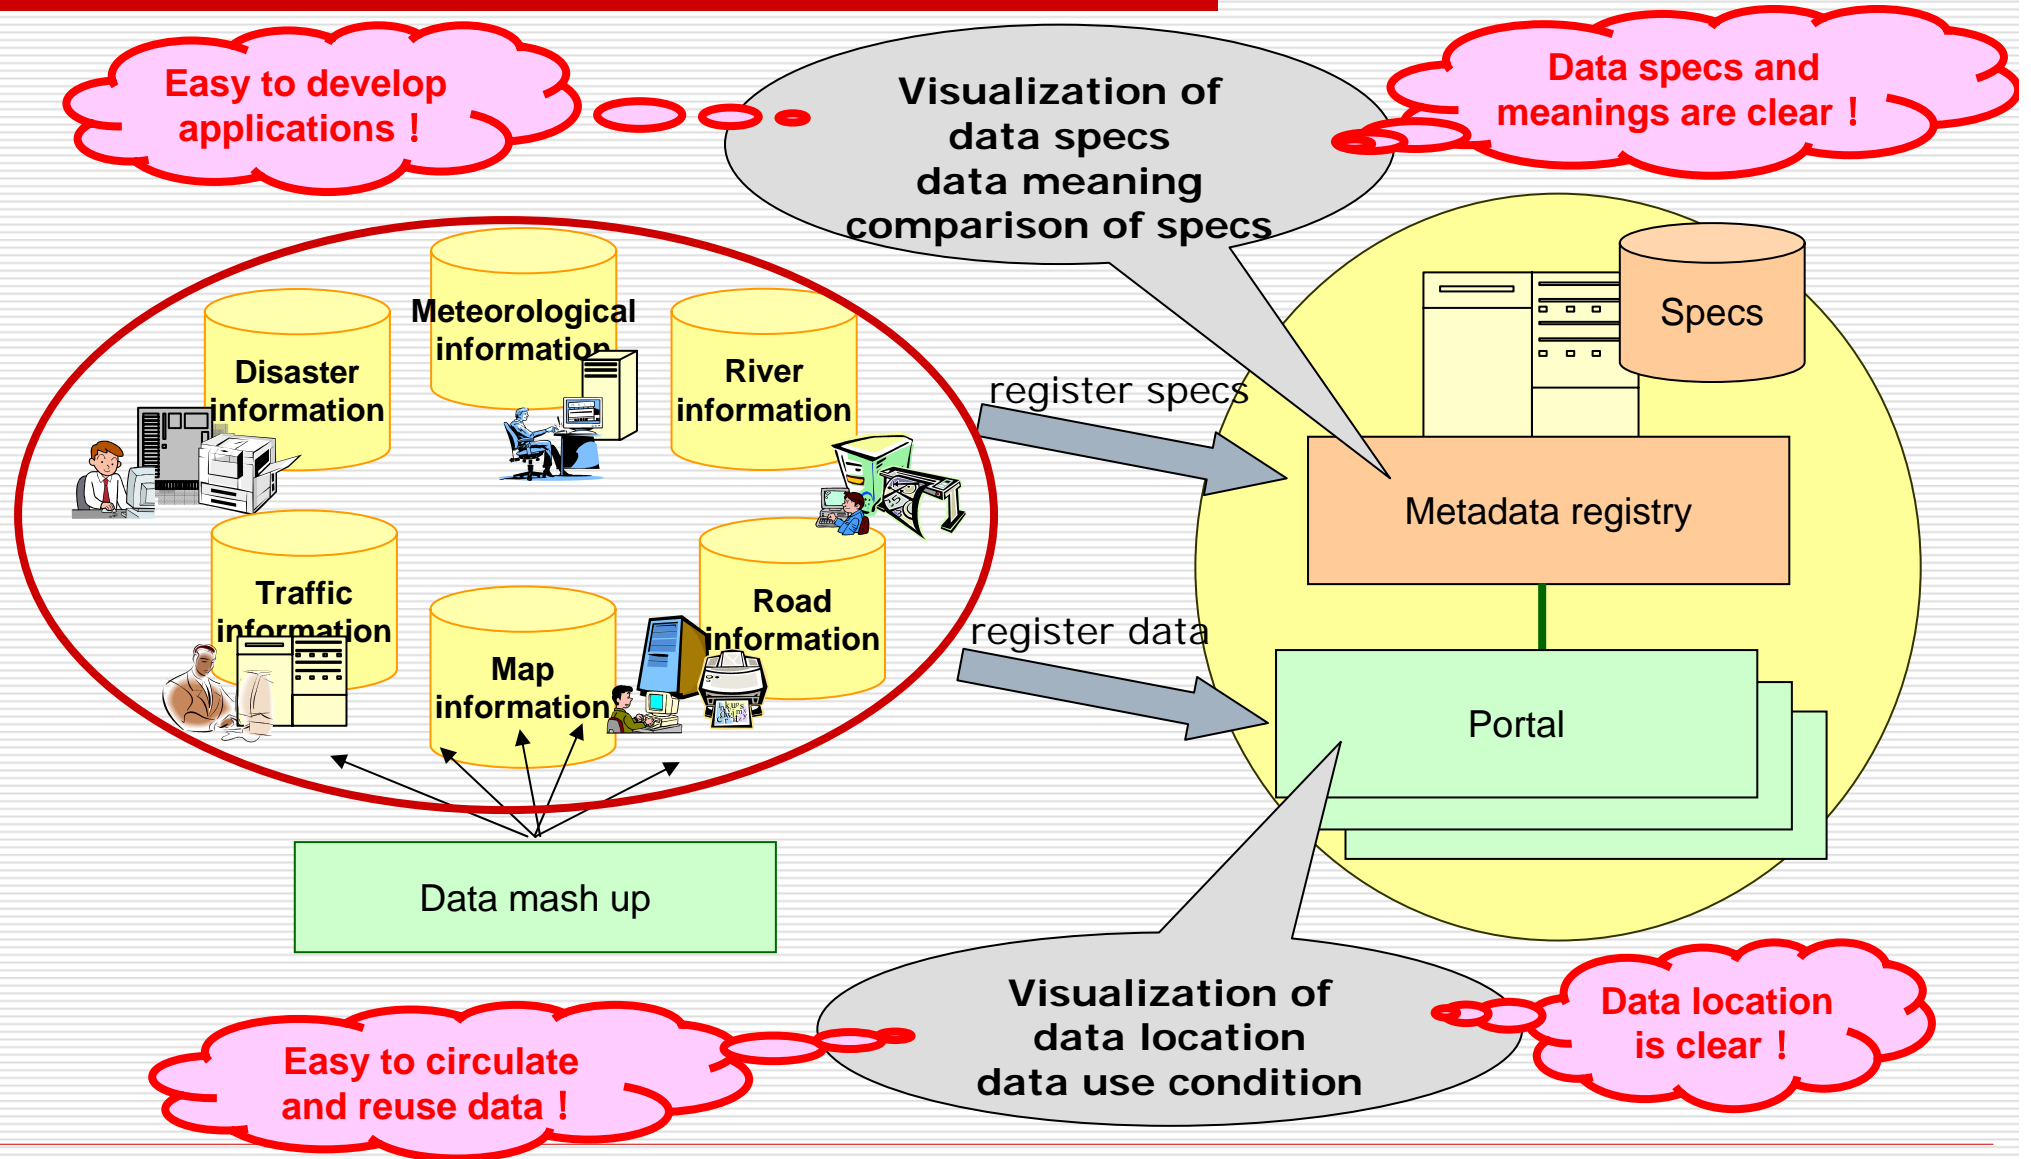 Easy to develop
applications！
Visualization of
data specs
data meaning
comparison of specs
Data specs and
meanings are clear！
Meteorological
information
Disaster
information
River
information
Traffic
information
Map
information
Road
information
register specs
register data
Specs
Metadata registry
Portal
Data mash up
Visualization of
data location
data use condition
Data location
is clear！
Easy to circulate
and reuse data！